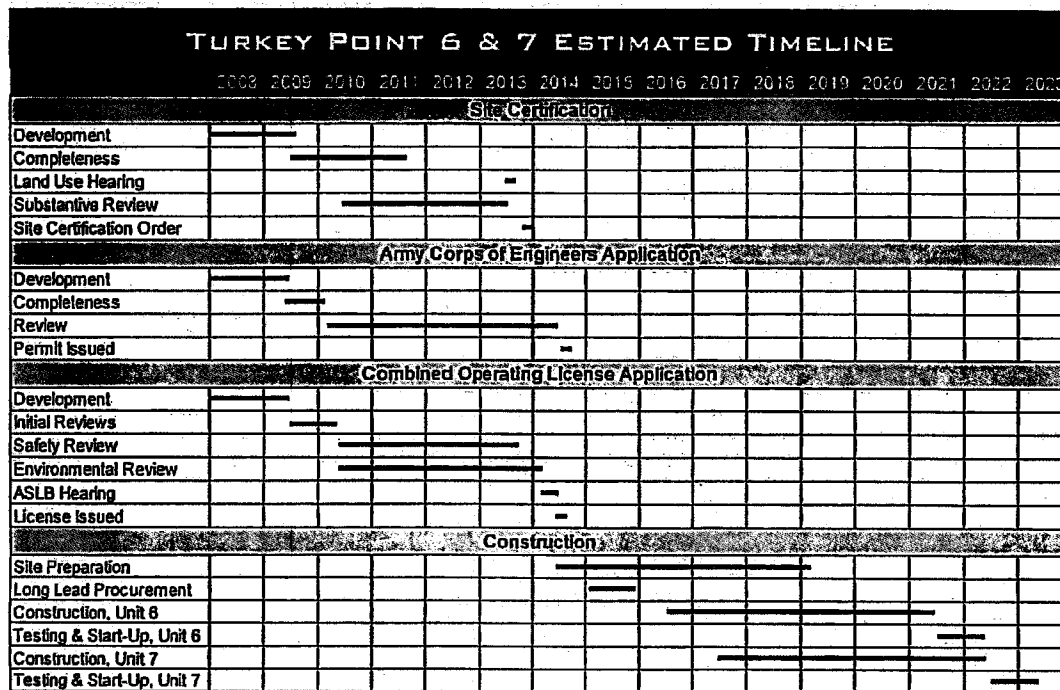 TURKEY POINT 6 & 7 ESTIMATED TIMELINE
2008 2009 2010 2011 2012 2013 2014 2015 2016 2017 2018 2019 2020 2021 2022 2023
Site Certification
Development
Completeness
Land Use Hearing
Substantive Review
Site Certification Order
Army Corps of Engineers Application
Development
Completeness
Review
Permit Issued
Combined Operating License Application
Development
Initial Reviews
Safety Review
Environmental Review
ASLB Hearing
License Issued
Construction
Site Preparation
Long Lead Procurement
Construction, Unit 6
Testing & Start-Up, Unit 6
Construction, Unit 7
Testing & Start-Up, Unit 7